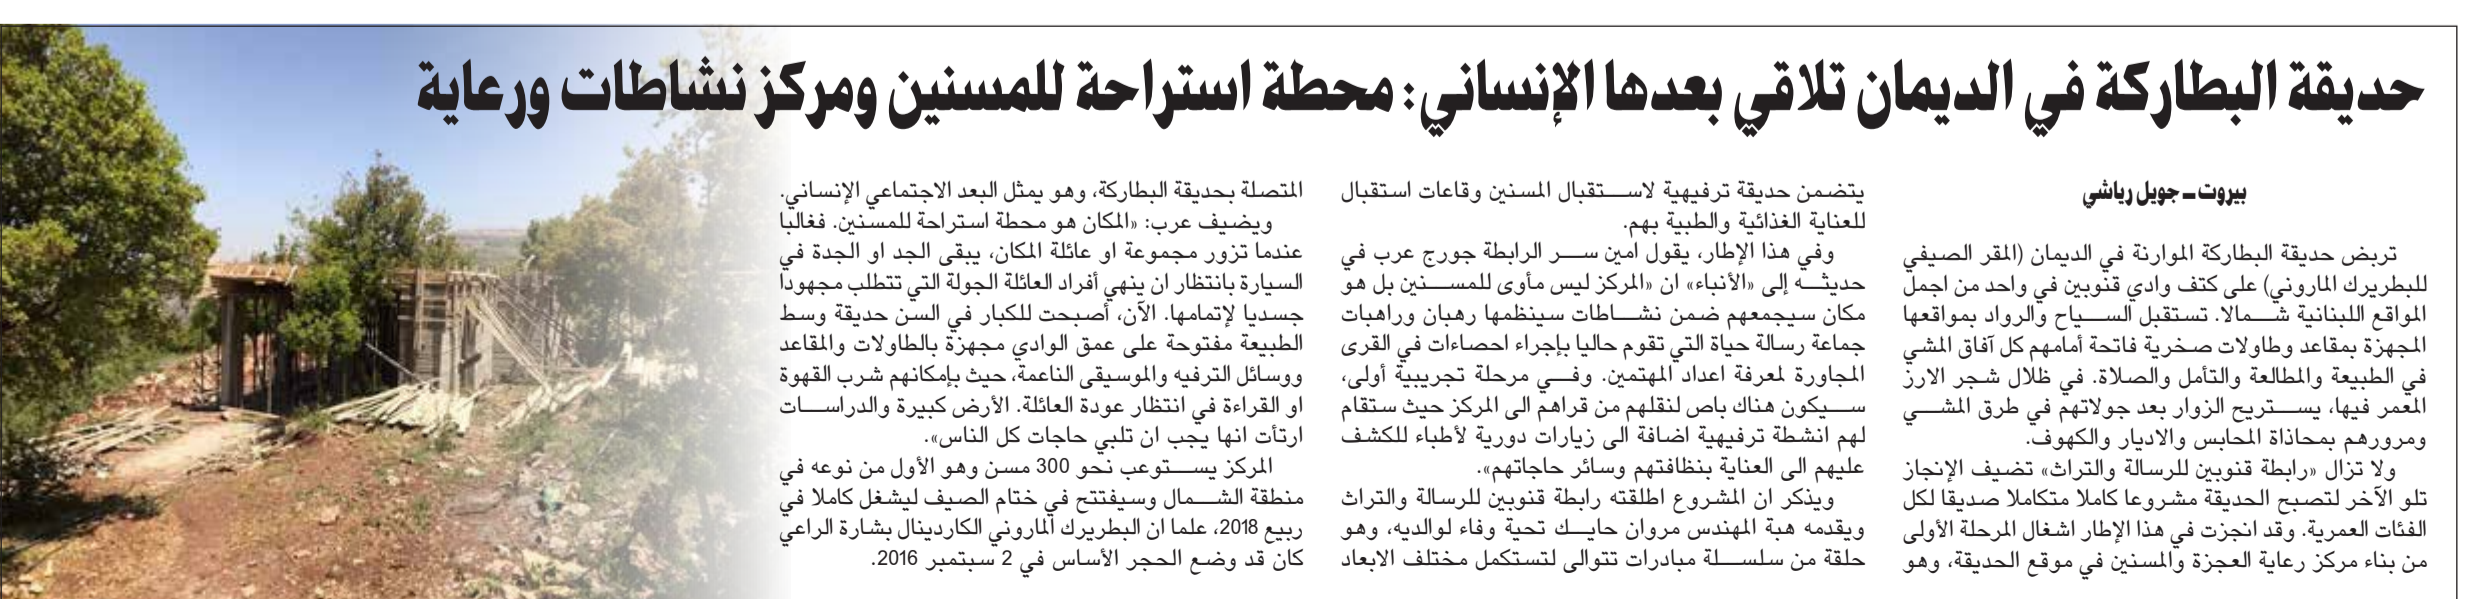 حديقة البطاركة في الديمان تلاقي بعدها الإنساني: محطة استراحة للمسنين ومركز نشاطات ورعاية
بيروت ـ جويل رياشي
تربض حديقة البطاركة الموارنة في الديمان (المقر الصيفي
للبطريرك الماروني) على كتف وادي قنوبين في واحد من اجمل
المواقع اللبنانية شمالا. تستقبل السياح والرواد بمواقعها
المجهزة بمقاعد وطاولات صخرية فاتحة أمامهم كل آفاق المشي
في الطبيعة والمطالعة والتأمل والصلاة. في ظلال شجر الارز
المعمر فيها، يستريح الزوار بعد جولاتهم في طرق المشي
ومرورهم بمحاذاة المحابس والاديار والكهوف.
ولا تزال «رابطة قنوبين للرسالة والتراث» تضيف الإنجاز
تلو الآخر لتصبح الحديقة مشروعا كاملا متكاملا صديقا لكل
الفئات العمرية. وقد انجزت في هذا الإطار اشغال المرحلة الأولى
من بناء مركز رعاية العجزة والمسنين في موقع الحديقة، وهو
يتضمن حديقة ترفيهية لاستقبال المسنين وقاعات استقبال
للعناية الغذائية والطبية بهم.
وفي هذا الإطار، يقول امين سر الرابطة جورج عرب في
حديثه إلى «الأنباء» ان «المركز ليس مأوى للمسنين بل هو
مكان سيجمعهم ضمن نشاطات سينظمها رهبان وراهبات
جماعة رسالة حياة التي تقوم حاليا بإجراء احصاءات في القرى
المجاورة لمعرفة اعداد المهتمين. وفي مرحلة تجريبية أولى،
سيكون هناك باص لنقلهم من قراهم الى المركز حيث ستقام
لهم انشطة ترفيهية اضافة الى زيارات دورية لأطباء للكشف
عليهم الى العناية بنظافتهم وسائر حاجاتهم».
ويذكر ان المشروع اطلقته رابطة قنوبين للرسالة والتراث
ويقدمه هبة المهندس مروان حايك تحية وفاء لوالديه، وهو
حلقة من سلسلة مبادرات تتوالى لتستكمل مختلف الابعاد
المتصلة بحديقة البطاركة، وهو يمثل البعد الاجتماعي الإنساني.
ويضيف عرب: «المكان هو محطة استراحة للمسنين. فغالبا
عندما تزور مجموعة او عائلة المكان، يبقى الجد او الجدة في
السيارة بانتظار ان ينهي أفراد العائلة الجولة التي تتطلب مجهودا
جسديا لإتمامها. الآن، أصبحت للكبار في السن حديقة وسط
الطبيعة مفتوحة على عمق الوادي مجهزة بالطاولات والمقاعد
ووسائل الترفيه والموسيقى الناعمة، حيث بإمكانهم شرب القهوة
او القراءة في انتظار عودة العائلة. الأرض كبيرة والدراسات
ارتأت انها يجب ان تلبي حاجات كل الناس».
المركز يستوعب نحو 300 مسن وهو الأول من نوعه في
منطقة الشمال وسيفتتح في ختام الصيف ليشغل كاملا في
ربيع 2018، علما ان البطريرك الماروني الكاردينال بشارة الراعي
كان قد وضع الحجر الأساس في 2 سبتمبر 2016.